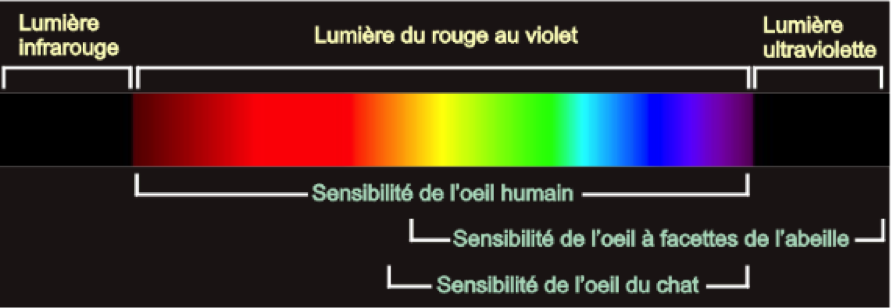 Lumière
infrarouge
Lumière du rouge au violet
Lumière
ultraviolette
Sensibilité de l'oeil humain
Sensibilité de l'oeil à facettes de l'abeille
Sensibilité de l'oeil du chat